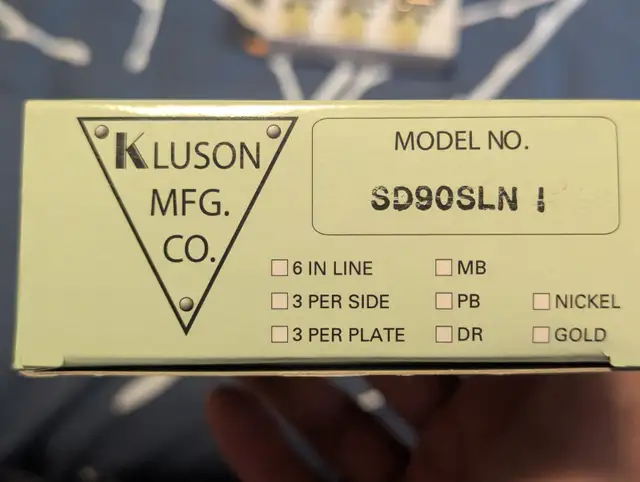 KLUSON
MFG.
CO.
MODEL NO.
SD90SLN
6 IN LINE
3 PER SIDE
3 PER PLATE
MB
PB
DR
NICKEL
GOLD